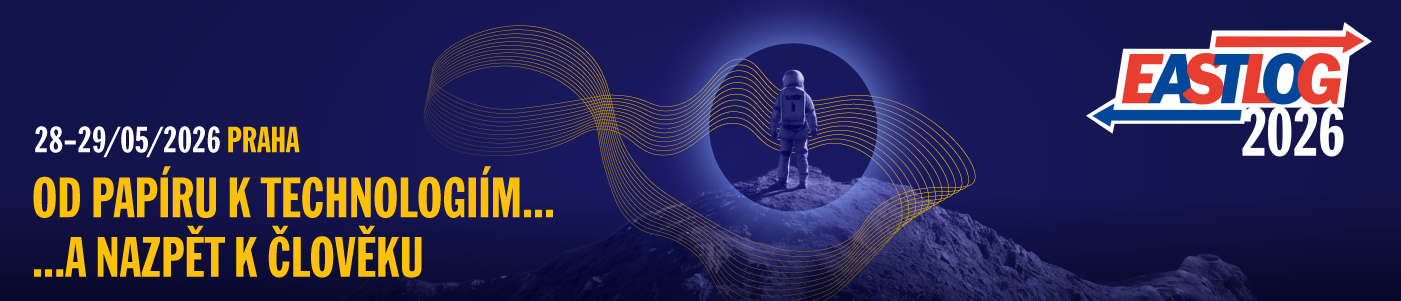 28–29/05/2026 PRAHA
OD PAPÍRU K TECHNOLOGIÍM...
...A NAZPĚT K ČLOVĚKU
EASTLOG
2026